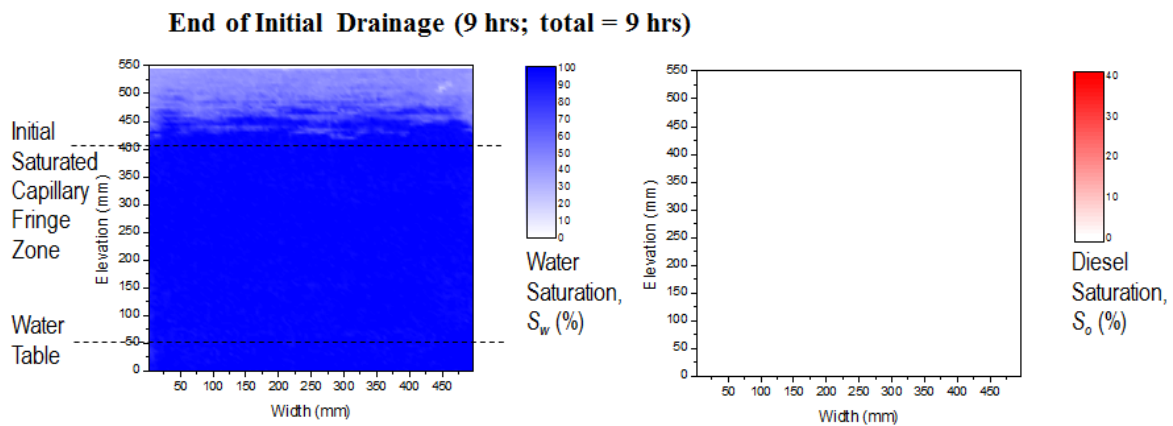 End of Initial Drainage (9 hrs; total = 9 hrs)
Initial
Saturated
Capillary
Fringe
Zone
Water
Table
Elevation (mm)
550
500
450
400
350
300
250
200
150
100
50
0
50 100 150 200 250 300 350 400 450
Width (mm)
100
90
80
70
60
50
40
30
20
10
0
Water
Saturation,
Sw (%)
Elevation (mm)
550
500
450
400
350
300
250
200
150
100
50
0
50 100 150 200 250 300 350 400 450
Width (mm)
40
30
20
10
0
Diesel
Saturation,
So (%)